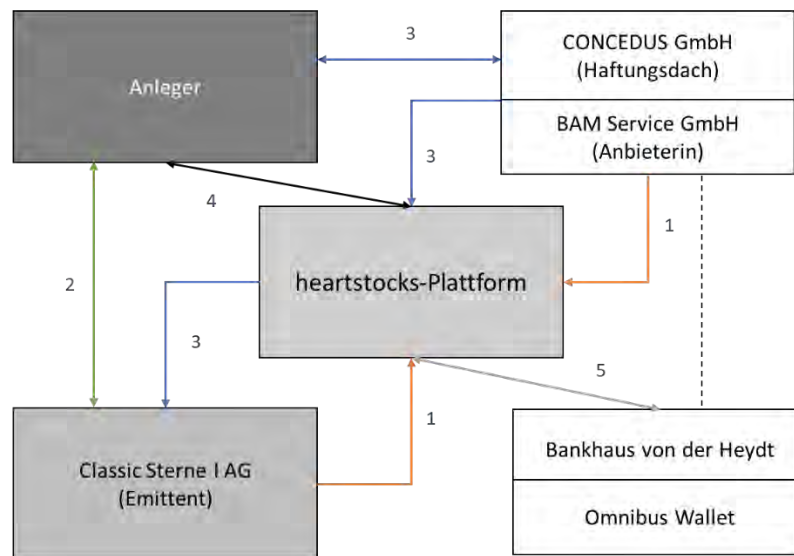 3
CONCEDUS GmbH
(Haftungsdach)
Anleger
BAM Service GmbH
(Anbieterin)
3
4
1
2
heartstocks-Plattform
3
5
1
Classic Sterne I AG
(Emittent)
Bankhaus von der Heydt
Omnibus Wallet